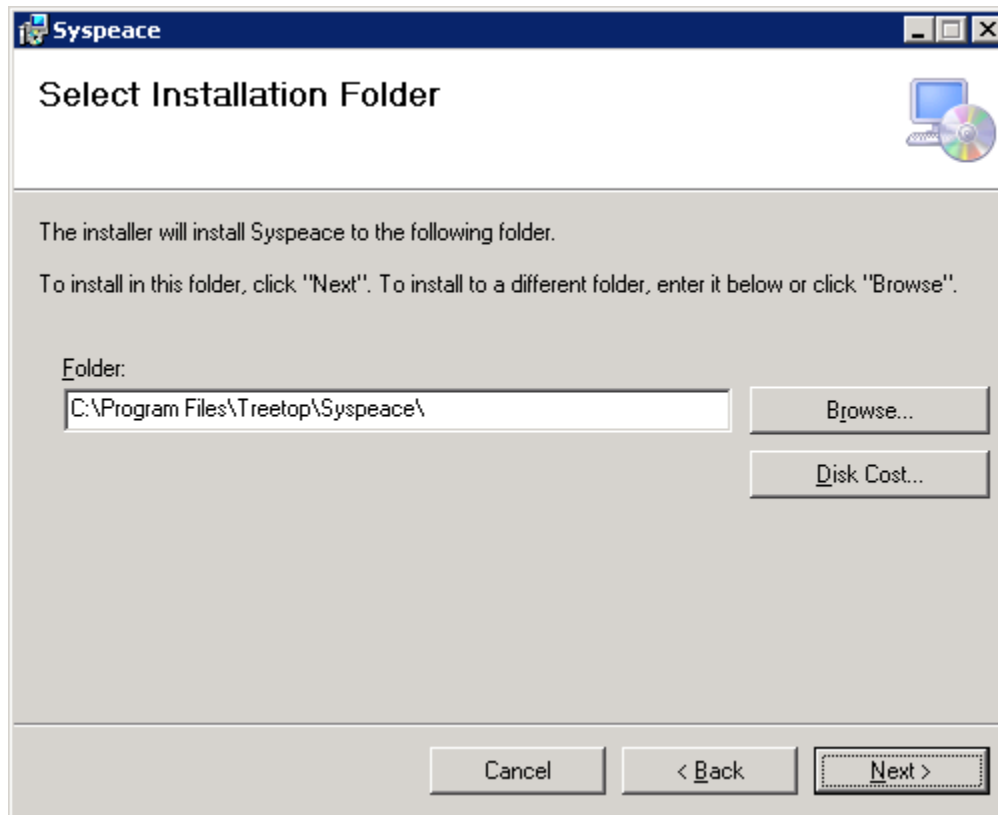 Syspeace
Select Installation Folder
The installer will install Syspeace to the following folder.
To install in this folder, click "Next". To install to a different folder, enter it below or click "Browse".
Folder:
C:\Program Files\Treetop\Syspeace\
Browse...
Disk Cost...
Cancel
< Back
Next >